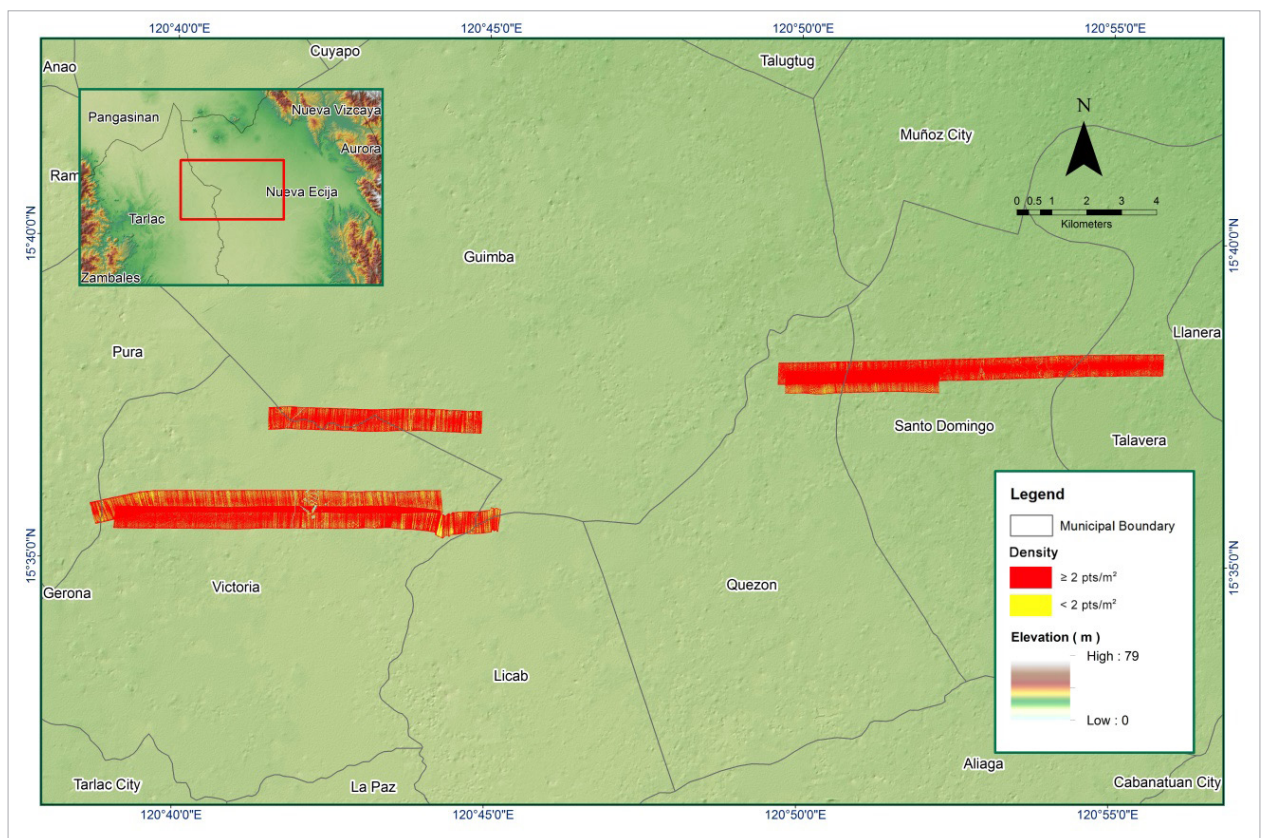 120°40'0"E
120°45'0"E
120°50'0"E
120°55'0"E
Cuyapo
Anao
Talugtug
Nueva Vizcaya
Pangasinan
N
Muñoz City
Aurora
Ram
Nueva Ecija
Tarlac
0 0.5 1 2 3 4
Kilometers
15°40'0"N
15°40'0"N
Guimba
Zambales
Llanera
Pura
Santo Domingo
Talavera
Legend
Municipal Boundary
Density
≥ 2 pts/m²
< 2 pts/m²
Elevation ( m )
High : 79
Low : 0
15°35'0"N
15°35'0"N
Gerona
Victoria
Quezon
Licab
Aliaga
Tarlac City
La Paz
Cabanatuan City
120°40'0"E
120°45'0"E
120°50'0"E
120°55'0"E